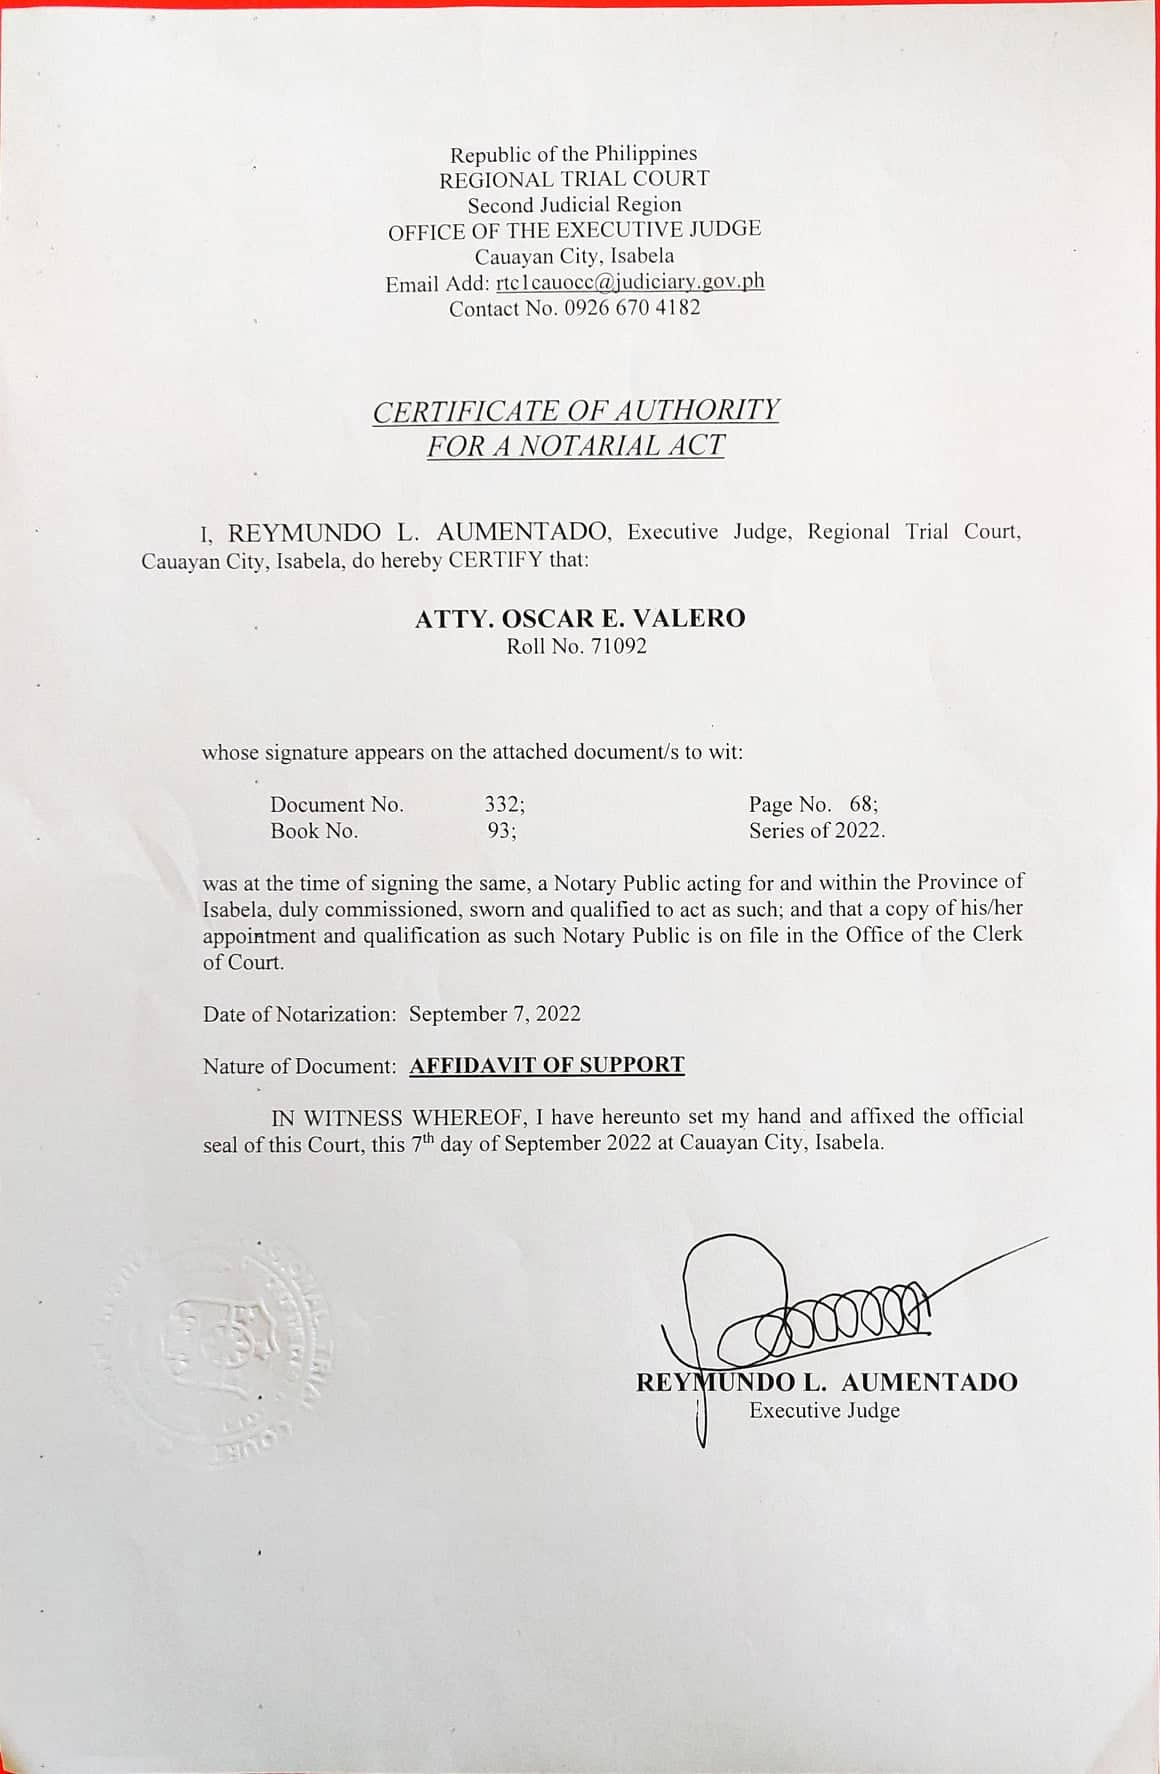 Republic of the Philippines
REGIONAL TRIAL COURT
Second Judicial Region
OFFICE OF THE EXECUTIVE JUDGE
Cauayan City, Isabela
Email Add: rtc1cauocc@judiciary.gov.ph
Contact No. 0926 670 4182
CERTIFICATE OF AUTHORITY
FOR A NOTARIAL ACT
I, REYMUNDO L. AUMENTADO, Executive Judge, Regional Trial Court,
Cauayan City, Isabela, do hereby CERTIFY that:
ATTY. OSCAR E. VALERO
Roll No. 71092
whose signature appears on the attached document/s to wit:
Document No. 332; Page No. 68;
Book No. 93; Series of 2022.
was at the time of signing the same, a Notary Public acting for and within the Province of
Isabela, duly commissioned, sworn and qualified to act as such; and that a copy of his/her
appointment and qualification as such Notary Public is on file in the Office of the Clerk
of Court.
Date of Notarization: September 7, 2022
Nature of Document: AFFIDAVIT OF SUPPORT
IN WITNESS WHEREOF, I have hereunto set my hand and affixed the official
seal of this Court, this 7th day of September 2022 at Cauayan City, Isabela.
REYMUNDO L. AUMENTADO
Executive Judge
TRIAL COURT